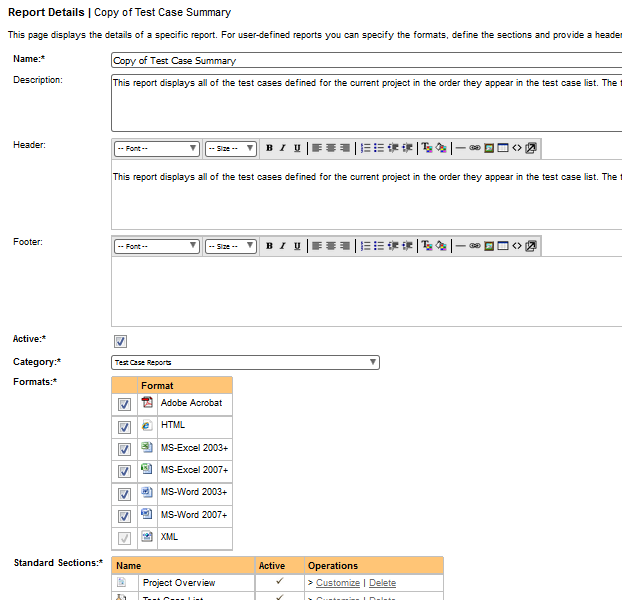 Report Details | Copy of Test Case Summary
This page displays the details of a specific report. For user-defined reports you can specify the formats, define the sections and provide a header
Name:* Copy of Test Case Summary
Description: This report displays all of the test cases defined for the current project in the order they appear in the test case list. The
Header: -- Font -- -- Size -- B I U
This report displays all of the test cases defined for the current project in the order they appear in the test case list. The
Footer: -- Font -- -- Size -- B I U
Active:*
Category:* Test Case Reports
Formats:* Format
Adobe Acrobat
HTML
MS-Excel 2003+
MS-Excel 2007+
MS-Word 2003+
MS-Word 2007+
XML
Standard Sections:* Name Active Operations
Project Overview > Customize | Delete
Test Case List > Customize | Delete